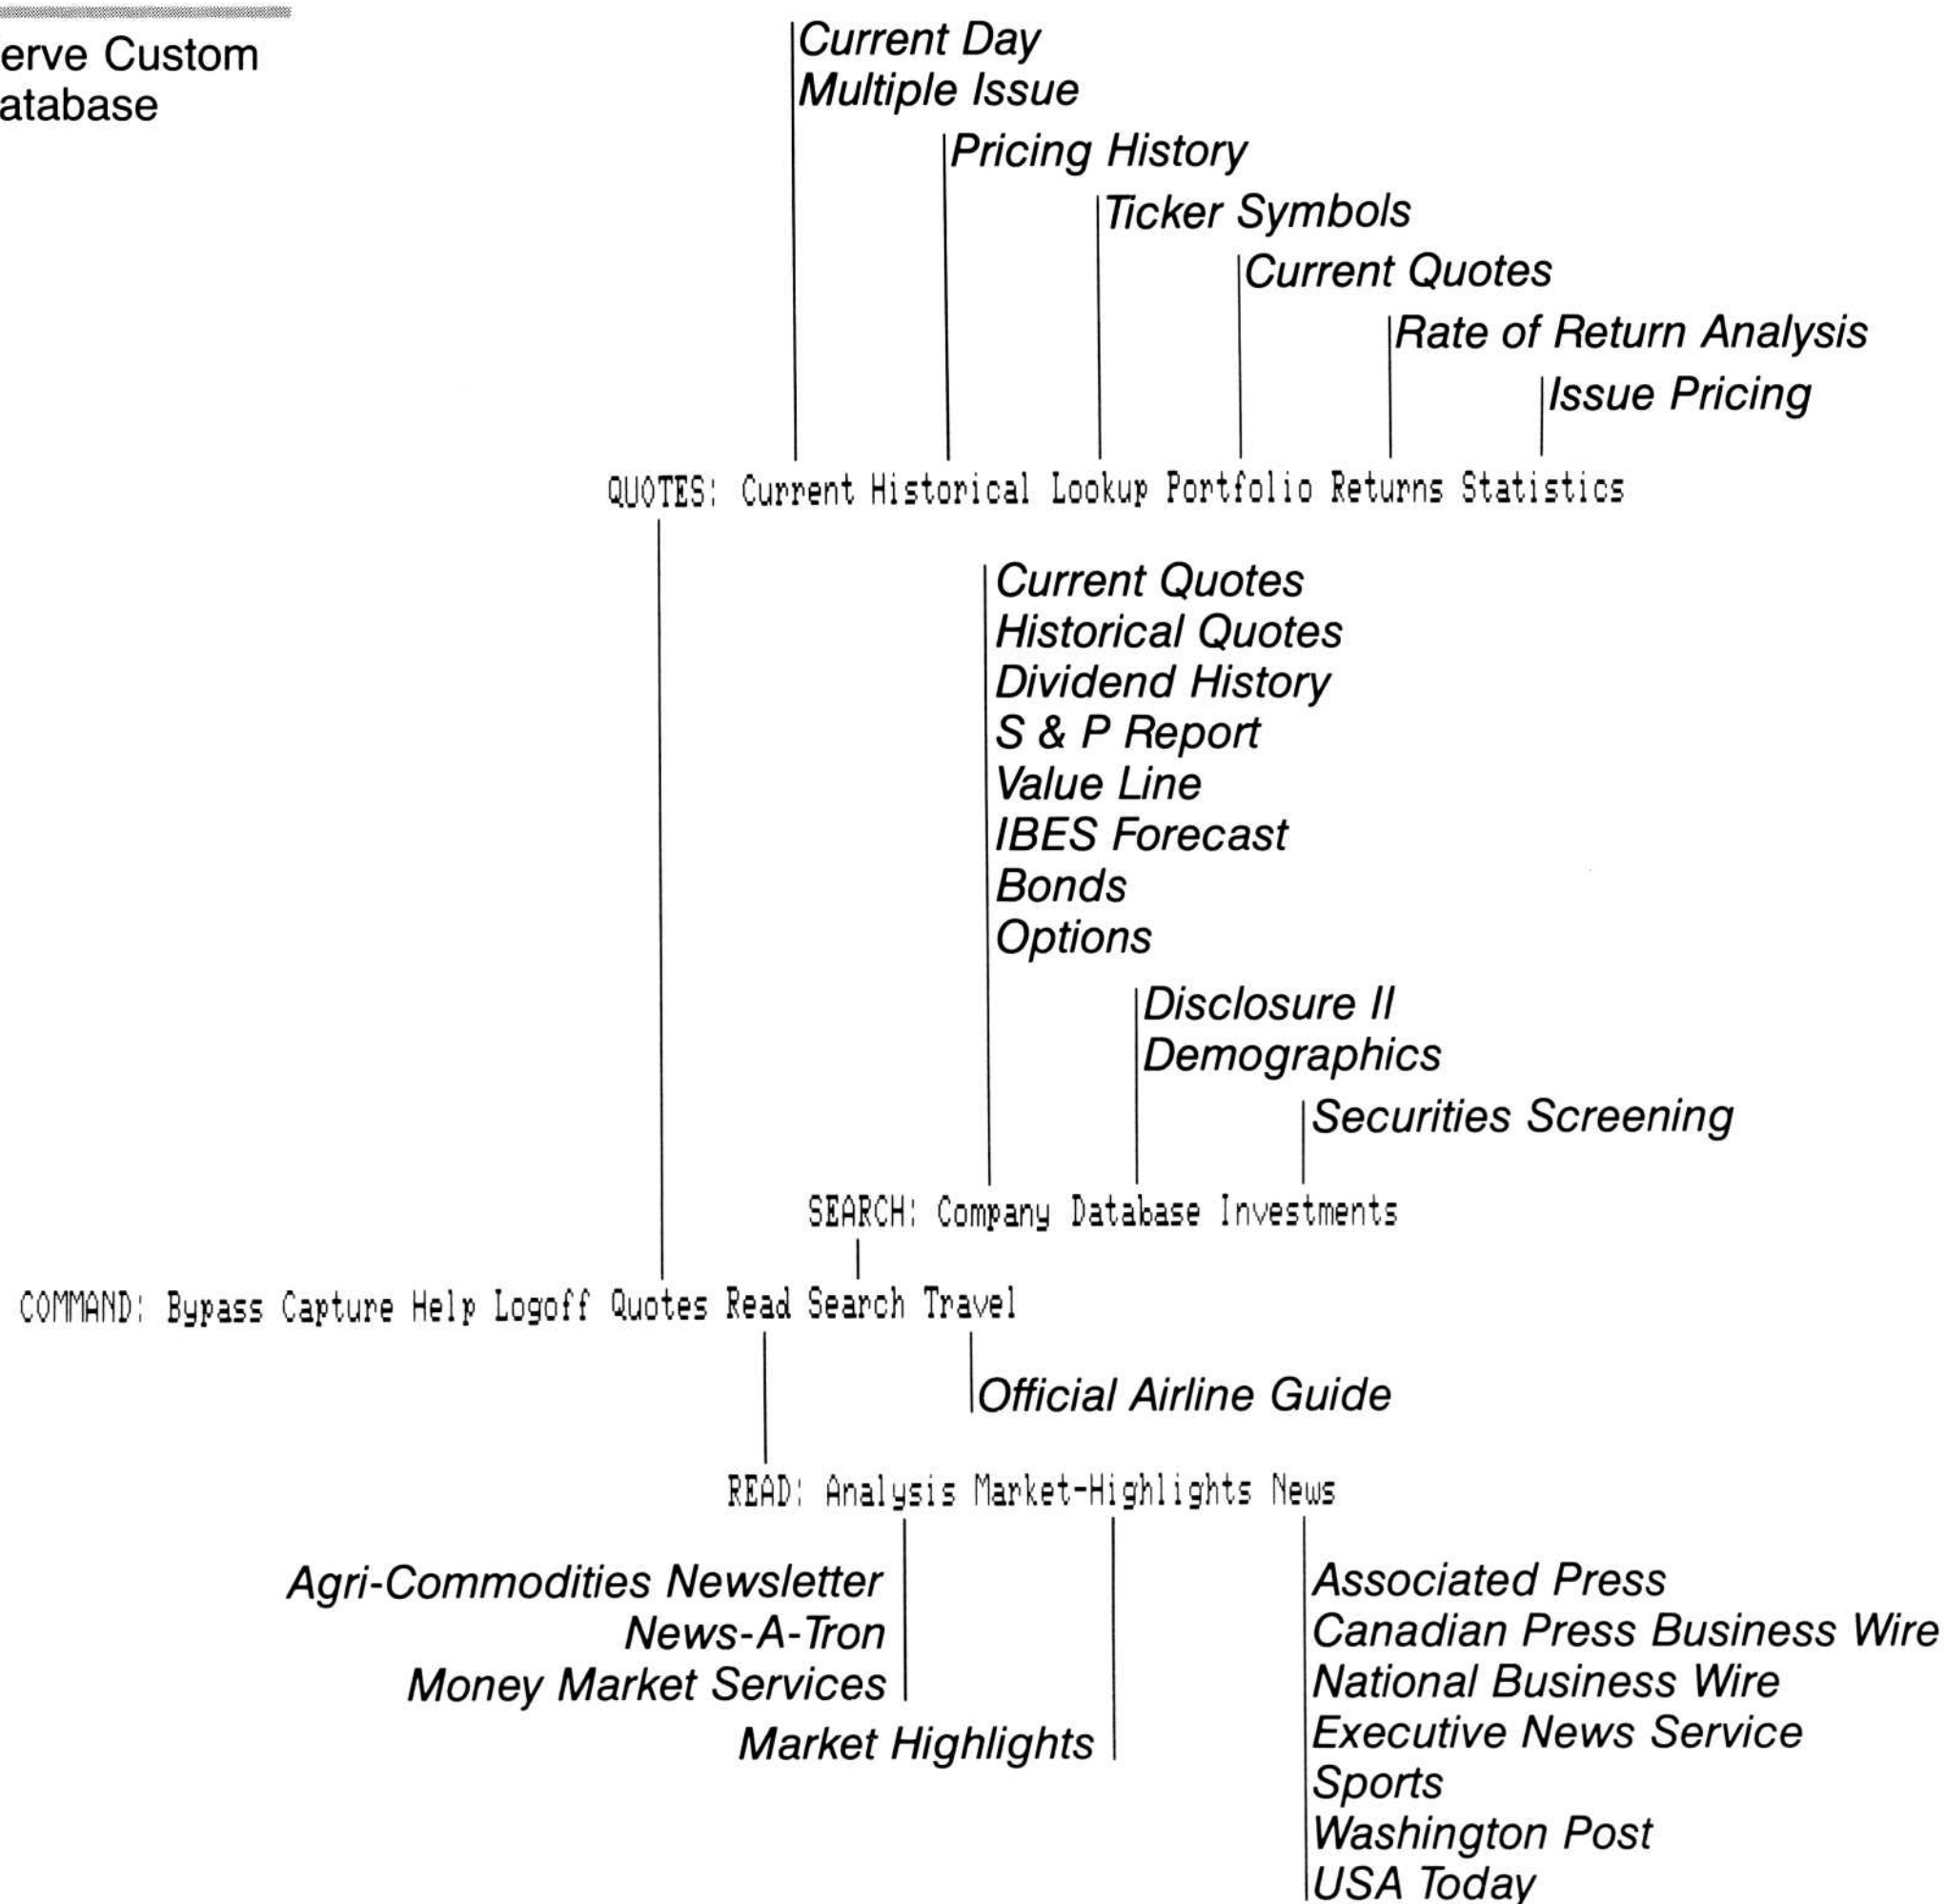 erve Custom
atabase
Current Day
Multiple Issue
Pricing History
Ticker Symbols
Current Quotes
Rate of Return Analysis
Issue Pricing
QUOTES: Current Historical Lookup Portfolio Returns Statistics
Current Quotes
Historical Quotes
Dividend History
S & P Report
Value Line
IBES Forecast
Bonds
Options
Disclosure II
Demographics
Securities Screening
SEARCH: Company Database Investments
COMMAND: Bypass Capture Help Logoff Quotes Read Search Travel
Official Airline Guide
READ: Analysis Market-Highlights News
Agri-Commodities Newsletter
News-A-Tron
Money Market Services
Market Highlights
Associated Press
Canadian Press Business Wire
National Business Wire
Executive News Service
Sports
Washington Post
USA Today